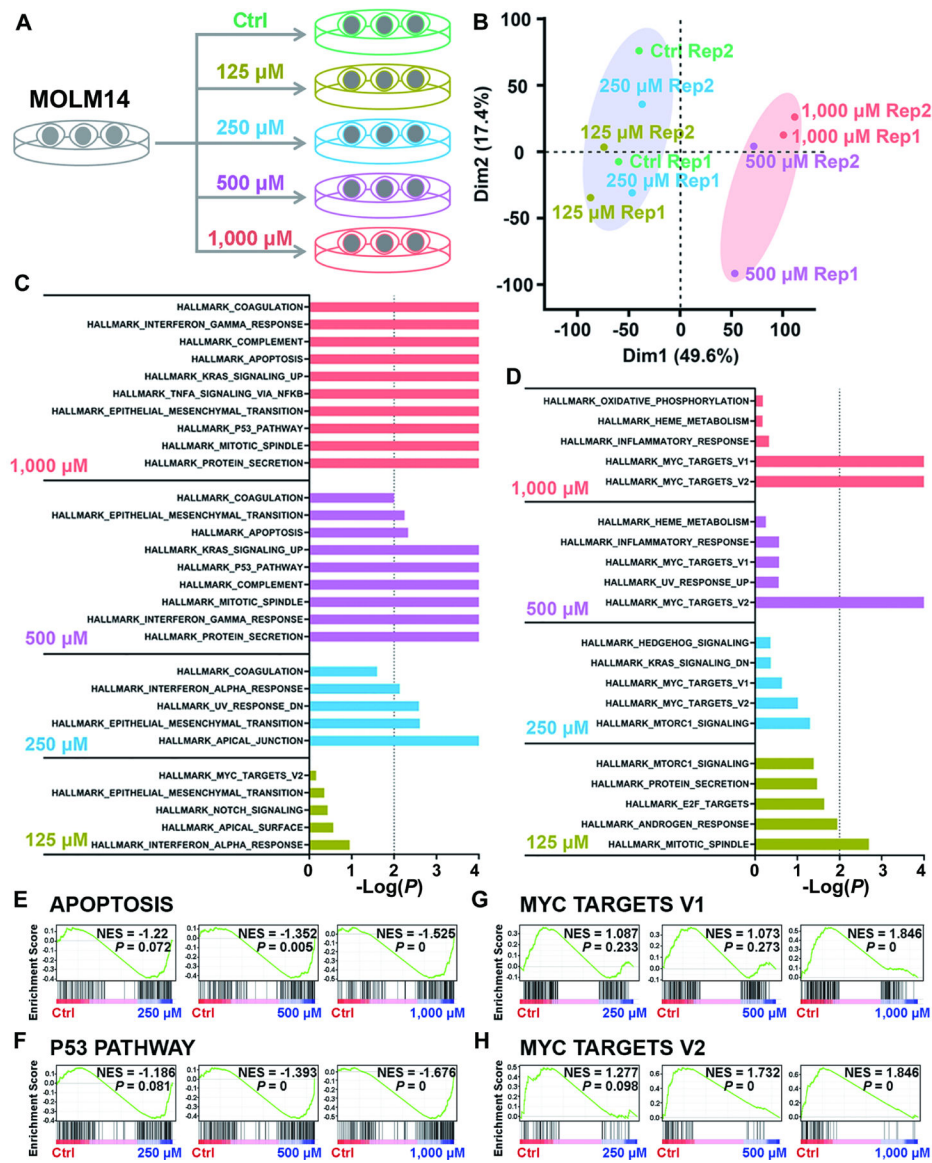 A
MOLM14
Ctrl
125 µM
250 µM
500 µM
1,000 µM
B
Dim2 (17.4%)
100
50
0
-50
-100
-100
-50
0
50
100
Dim1 (49.6%)
Ctrl Rep2
250 µM Rep2
125 µM Rep2
Ctrl Rep1
250 µM Rep1
125 µM Rep1
1,000 µM Rep2
1,000 µM Rep1
500 µM Rep2
500 µM Rep1
C
HALLMARK_COAGULATION
HALLMARK_INTERFERON_GAMMA_RESPONSE
HALLMARK_COMPLEMENT
HALLMARK_APOPTOSIS
HALLMARK_KRAS_SIGNALING_UP
HALLMARK_TNFA_SIGNALING_VIA_NFKB
HALLMARK_EPITHELIAL_MESENCHYMAL_TRANSITION
HALLMARK_P53_PATHWAY
HALLMARK_MITOTIC_SPINDLE
HALLMARK_PROTEIN_SECRETION
1,000 µM
HALLMARK_COAGULATION
HALLMARK_EPITHELIAL_MESENCHYMAL_TRANSITION
HALLMARK_APOPTOSIS
HALLMARK_KRAS_SIGNALING_UP
HALLMARK_P53_PATHWAY
HALLMARK_COMPLEMENT
HALLMARK_MITOTIC_SPINDLE
HALLMARK_INTERFERON_GAMMA_RESPONSE
HALLMARK_PROTEIN_SECRETION
500 µM
HALLMARK_COAGULATION
HALLMARK_INTERFERON_ALPHA_RESPONSE
HALLMARK_UV_RESPONSE_DN
HALLMARK_EPITHELIAL_MESENCHYMAL_TRANSITION
HALLMARK_APICAL_JUNCTION
250 µM
HALLMARK_MYC_TARGETS_V2
HALLMARK_EPITHELIAL_MESENCHYMAL_TRANSITION
HALLMARK_NOTCH_SIGNALING
HALLMARK_APICAL_SURFACE
HALLMARK_INTERFERON_ALPHA_RESPONSE
125 µM
0 1 2 3 4
-Log(P)
D
HALLMARK_OXIDATIVE_PHOSPHORYLATION
HALLMARK_HEME_METABOLISM
HALLMARK_INFLAMMATORY_RESPONSE
HALLMARK_MYC_TARGETS_V1
HALLMARK_MYC_TARGETS_V2
1,000 µM
HALLMARK_HEME_METABOLISM
HALLMARK_INFLAMMATORY_RESPONSE
HALLMARK_MYC_TARGETS_V1
HALLMARK_UV_RESPONSE_UP
HALLMARK_MYC_TARGETS_V2
500 µM
HALLMARK_HEDGEHOG_SIGNALING
HALLMARK_KRAS_SIGNALING_DN
HALLMARK_MYC_TARGETS_V1
HALLMARK_MYC_TARGETS_V2
HALLMARK_MTORC1_SIGNALING
250 µM
HALLMARK_MTORC1_SIGNALING
HALLMARK_PROTEIN_SECRETION
HALLMARK_E2F_TARGETS
HALLMARK_ANDROGEN_RESPONSE
HALLMARK_MITOTIC_SPINDLE
125 µM
0 1 2 3 4
-Log(P)
E APOPTOSIS
Enrichment Score
NES = -1.22
P = 0.072
Ctrl 250 µM
NES = -1.352
P = 0.005
Ctrl 500 µM
NES = -1.525
P = 0
Ctrl 1,000 µM
F P53 PATHWAY
Enrichment Score
NES = -1.186
P = 0.081
Ctrl 250 µM
NES = -1.393
P = 0
Ctrl 500 µM
NES = -1.676
P = 0
Ctrl 1,000 µM
G MYC TARGETS V1
Enrichment Score
NES = 1.087
P = 0.233
Ctrl 250 µM
NES = 1.073
P = 0.273
Ctrl 500 µM
NES = 1.846
P = 0
Ctrl 1,000 µM
H MYC TARGETS V2
Enrichment Score
NES = 1.277
P = 0.098
Ctrl 250 µM
NES = 1.732
P = 0
Ctrl 500 µM
NES = 1.846
P = 0
Ctrl 1,000 µM